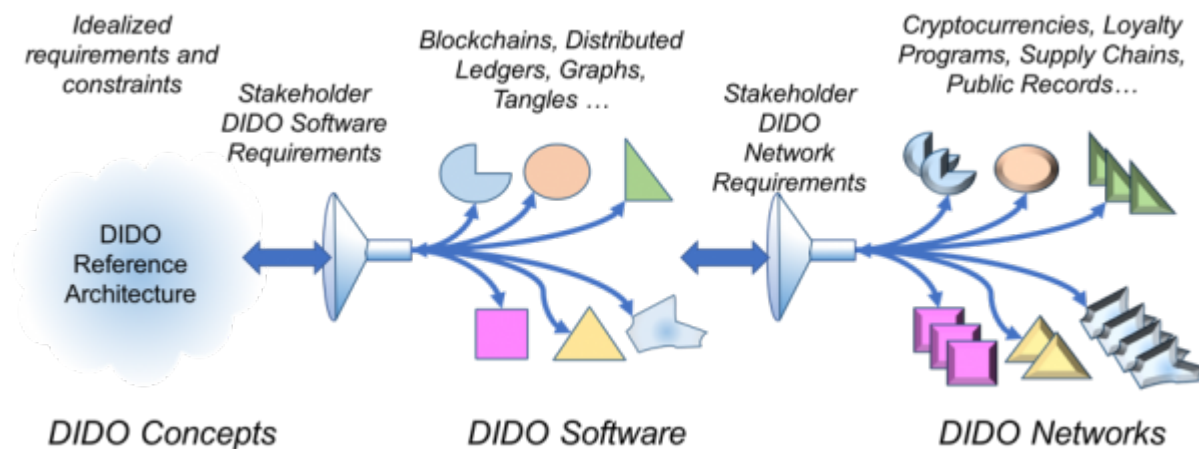 Idealized
requirements and
constraints
Stakeholder
DIDO Software
Requirements
Blockchains, Distributed
Ledgers, Graphs,
Tangles ...
Stakeholder
DIDO
Network
Requirements
Cryptocurrencies, Loyalty
Programs, Supply Chains,
Public Records...
DIDO
Reference
Architecture
DIDO Concepts
DIDO Software
DIDO Networks